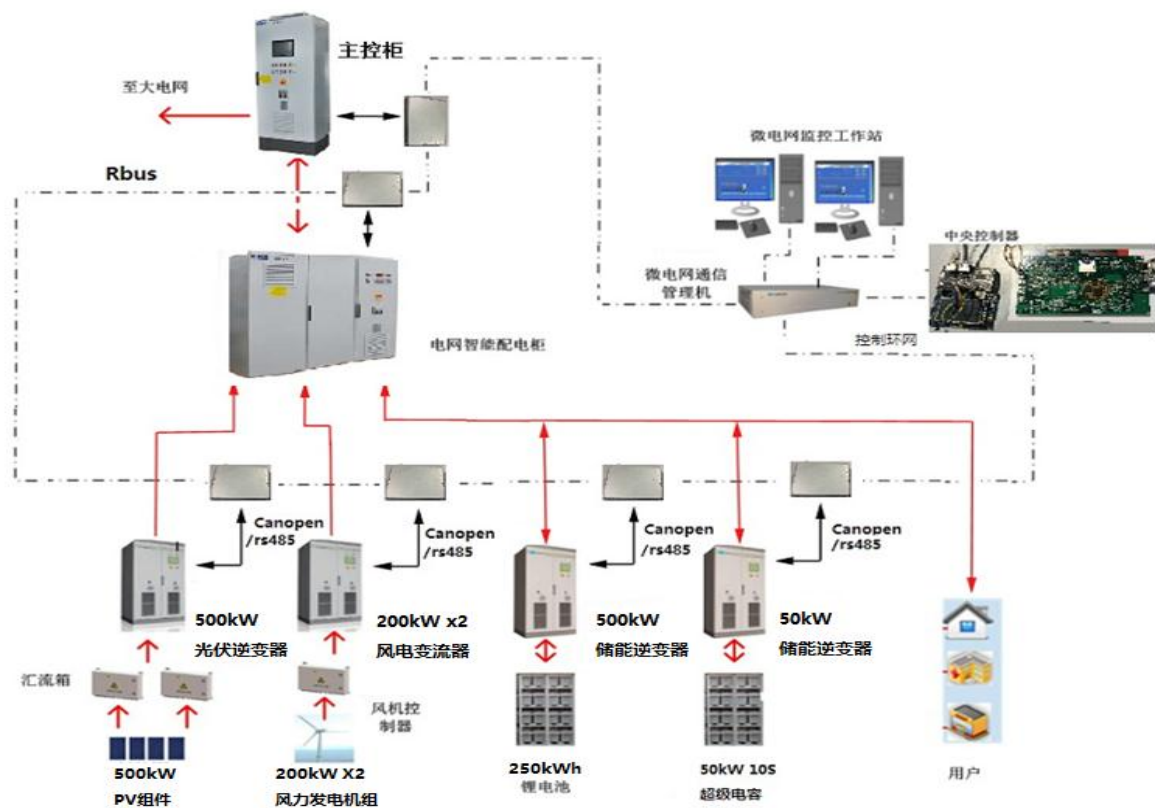 主控柜
至大电网
Rbus
微电网监控工作站
中央控制器
微电网通信
管理机
控制环网
电网智能配电柜
Canopen
/rs485
Canopen
/rs485
Canopen
/rs485
Canopen
/rs485
500kW
光伏逆变器
200kW x2
风电变流器
500kW
储能逆变器
50kW
储能逆变器
汇流箱
风机控
制器
500kW
PV组件
200kW X2
风力发电机组
250kWh
锂电池
50kW 10S
超级电容
用户